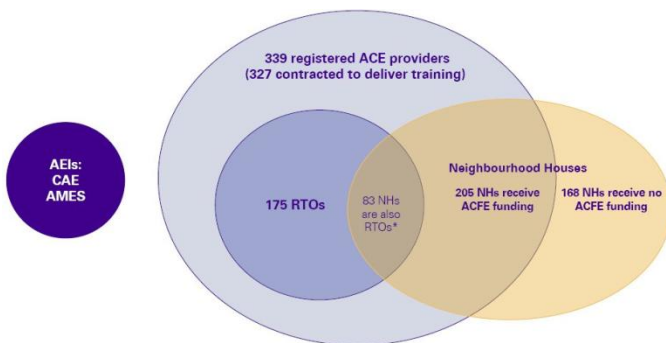 339 registered ACE providers
(327 contracted to deliver training)
AEIs:
CAE
AMES
175 RTOs
83 NHs
are also
RTOs*
Neighbourhood Houses
205 NHs receive
ACFE funding
168 NHs receive no
ACFE funding